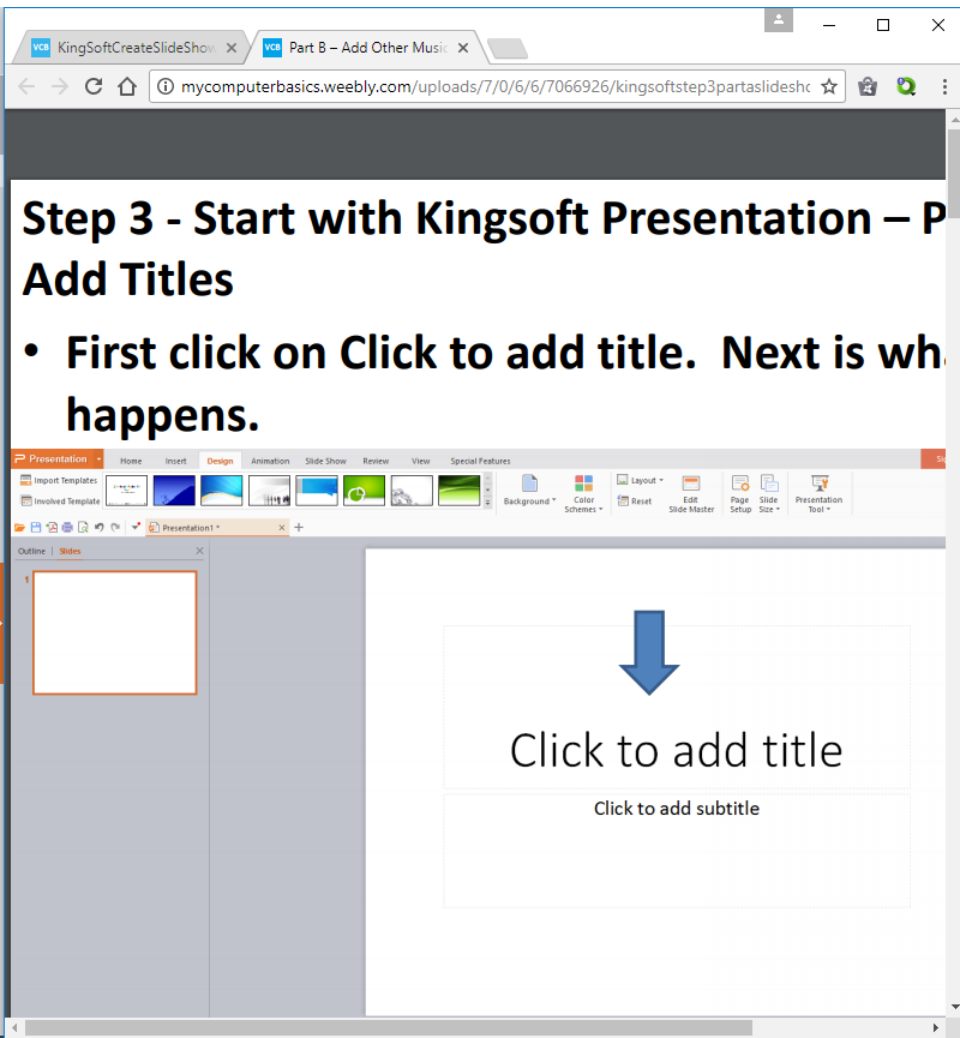 VCB KingSoftCreateSlideShow
VCB Part B – Add Other Music
mycomputerbasics.weebly.com/uploads/7/0/6/6/7066926/kingsoftstep3partaslidesho
Step 3 - Start with Kingsoft Presentation – P
Add Titles
• First click on Click to add title. Next is wha
happens.
Presentation Home Insert Design Animation Slide Show Review View Special Features
Import Templates
Involved Template
Background
Color
Schemes
Layout
Reset
Edit
Slide Master
Page
Setup
Slide
Size
Presentation
Tool
Presentation1 *
Outline | Slides
1
Click to add title
Click to add subtitle